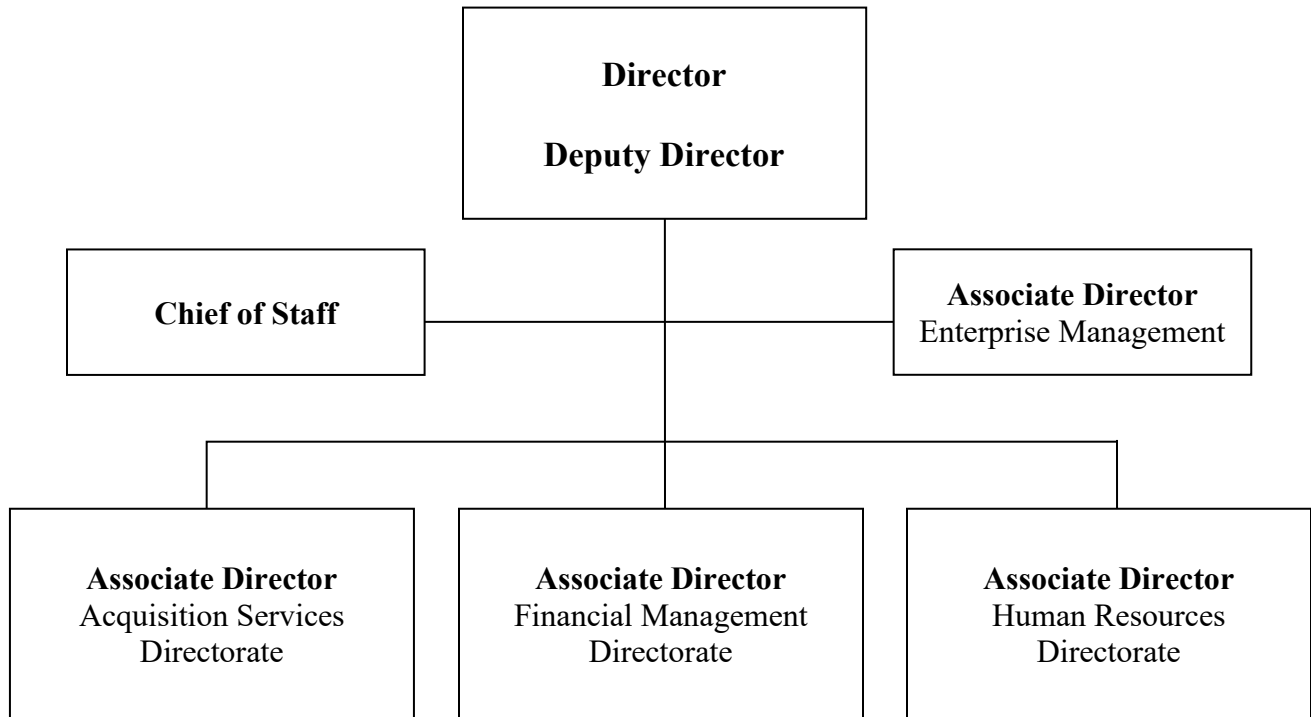 Director
Deputy Director
Chief of Staff
Associate Director
Enterprise Management
Associate Director
Acquisition Services
Directorate
Associate Director
Financial Management
Directorate
Associate Director
Human Resources
Directorate